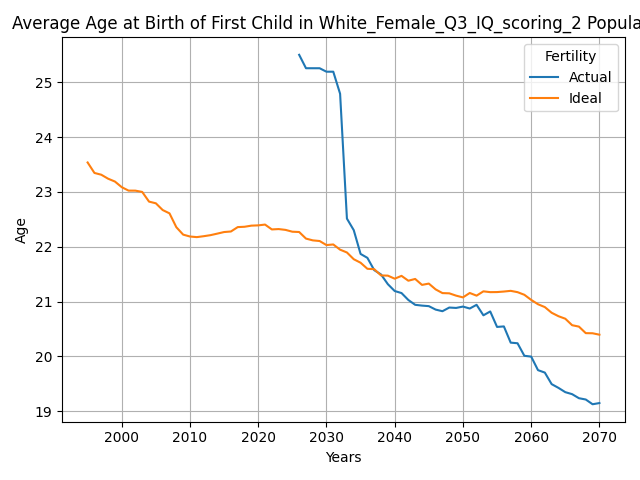 Average Age at Birth of First Child in White_Female_Q3_IQ_scoring_2 Popula
Fertility
Actual
Ideal
25
24
23
22
21
20
19
Age
2000 2010 2020 2030 2040 2050 2060 2070
Years